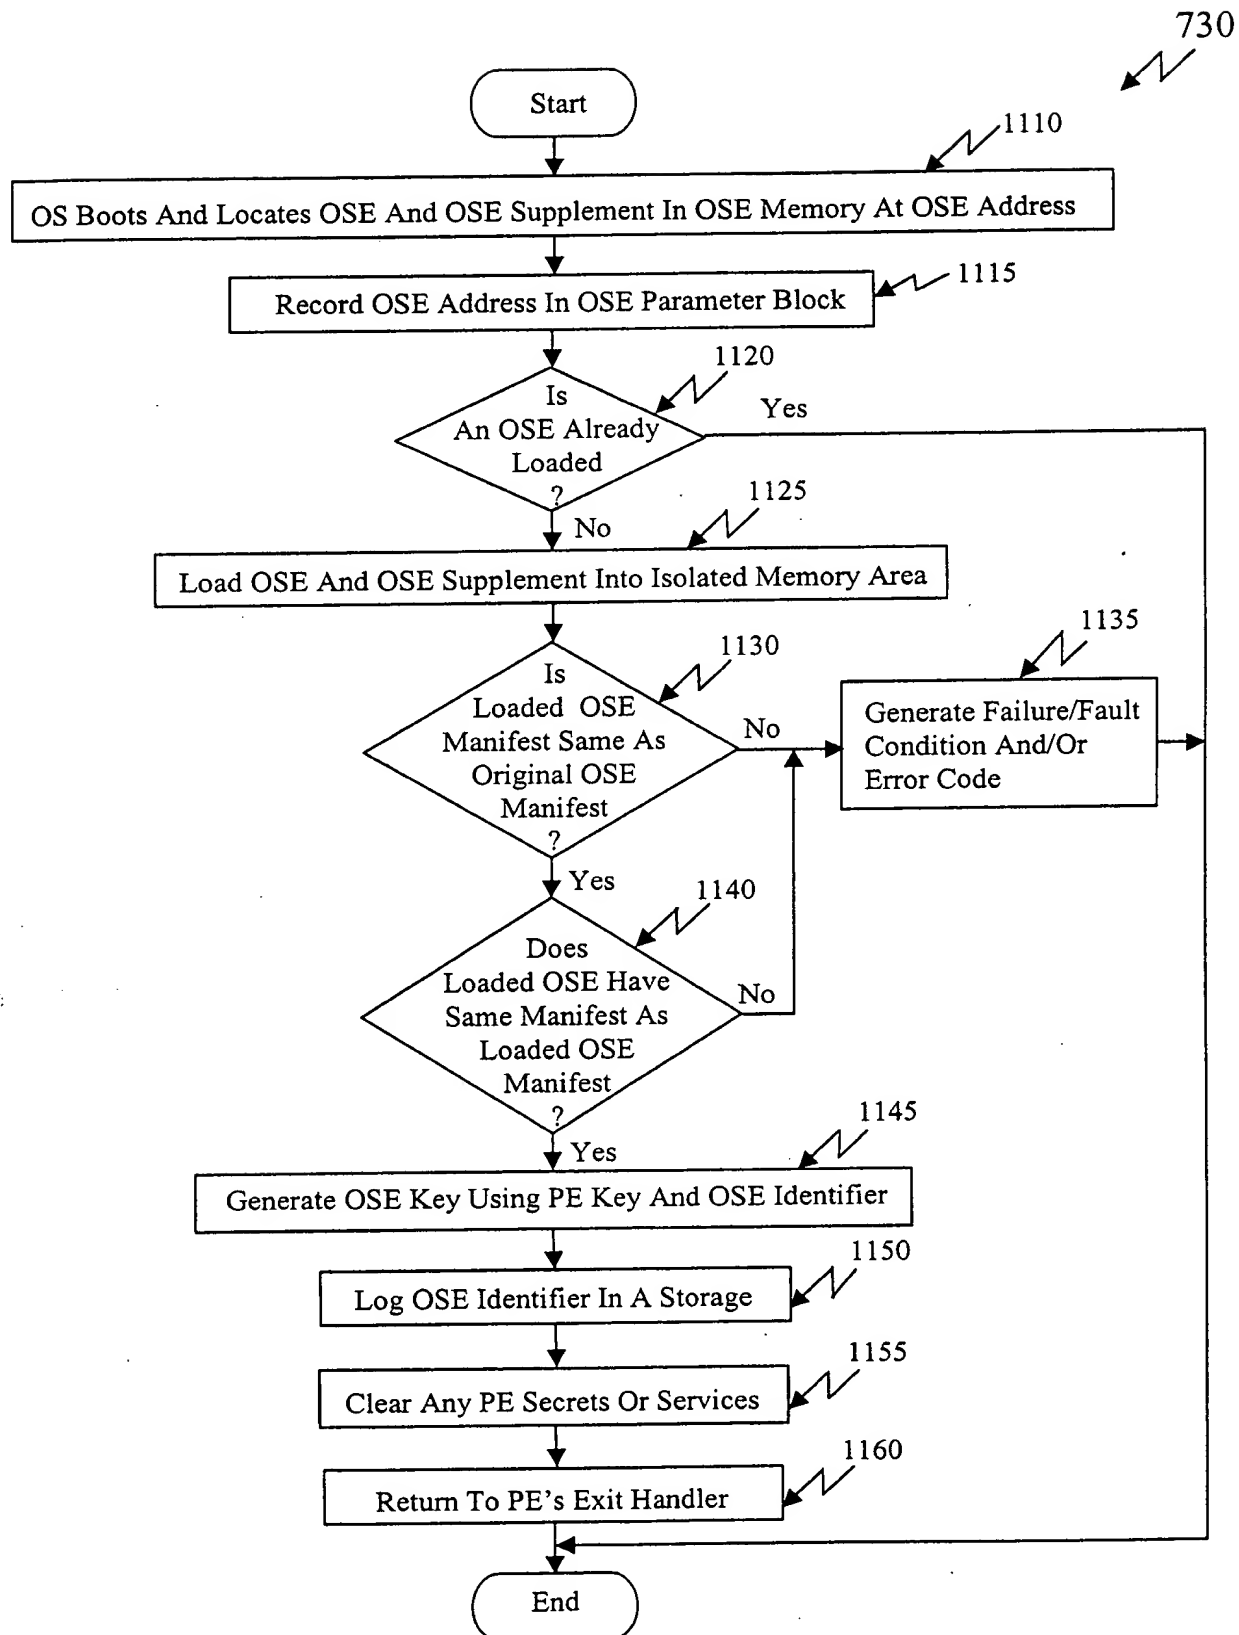 730
Start
1110
OS Boots And Locates OSE And OSE Supplement In OSE Memory At OSE Address
1115
Record OSE Address In OSE Parameter Block
1120
Is
An OSE Already
Loaded
?
Yes
No
1125
Load OSE And OSE Supplement Into Isolated Memory Area
1130
Is
Loaded OSE
Manifest Same As
Original OSE
Manifest
?
No
1135
Generate Failure/Fault
Condition And/Or
Error Code
Yes
1140
Does
Loaded OSE Have
Same Manifest As
Loaded OSE
Manifest
?
No
Yes
1145
Generate OSE Key Using PE Key And OSE Identifier
1150
Log OSE Identifier In A Storage
1155
Clear Any PE Secrets Or Services
1160
Return To PE's Exit Handler
End